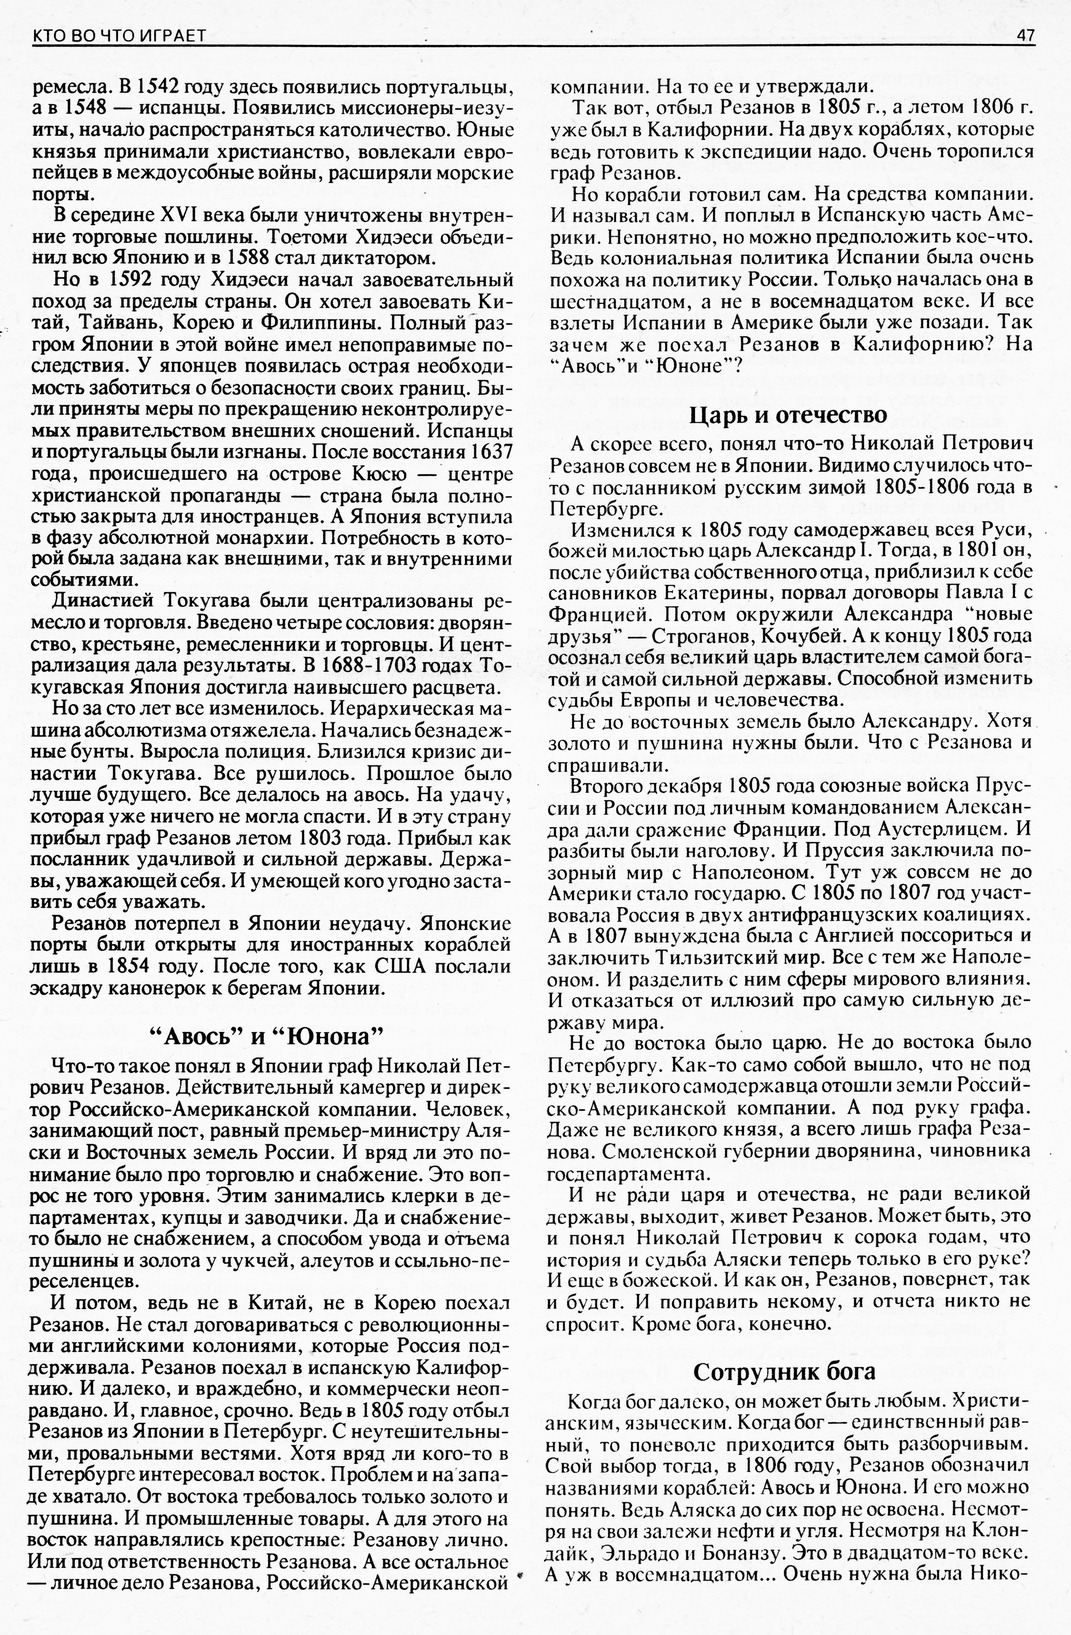 КТО ВО ЧТО ИГРАЕТ
47
ремесла. В 1542 году здесь появились португальцы,
а в 1548 — испанцы. Появились миссионеры-иезу-
иты, начало распространяться католичество. Юные
князья принимали христианство, вовлекали евро-
пейцев в междоусобные войны, расширяли морские
порты.
В середине XVI века были уничтожены внутрен-
ние торговые пошлины. Тоетоми Хидэеси объеди-
нил всю Японию и в 1588 стал диктатором.
Но в 1592 году Хидэеси начал завоевательный
поход за пределы страны. Он хотел завоевать Ки-
тай, Тайвань, Корею и Филиппины. Полный раз-
гром Японии в этой войне имел непоправимые по-
следствия. У японцев появилась острая необходи-
мость заботиться о безопасности своих границ. Бы-
ли приняты меры по прекращению неконтролируе-
мых правительством внешних сношений. Испанцы
и португальцы были изгнаны. После восстания 1637
года, происшедшего на острове Кюсю — центре
христианской пропаганды — страна была полно-
стью закрыта для иностранцев. А Япония вступила
в фазу абсолютной монархии. Потребность в кото-
рой была задана как внешними, так и внутренними
событиями.
Династией Токугава были централизованы ре-
месло и торговля. Введено четыре сословия: дворян-
ство, крестьяне, ремесленники и торговцы. И цент-
рализация дала результаты. В 1688-1703 годах То-
кугавская Япония достигла наивысшего расцвета.
Но за сто лет все изменилось. Иерархическая ма-
шина абсолютизма отяжелела. Начались безнадеж-
ные бунты. Выросла полиция. Близился кризис ди-
настии Токугава. Все рушилось. Прошлое было
лучше будущего. Все делалось на авось. На удачу,
которая уже ничего не могла спасти. И в эту страну
прибыл граф Резанов летом 1803 года. Прибыл как
посланник удачливой и сильной державы. Держа-
вы, уважающей себя. И умеющей кого угодно заста-
вить себя уважать.
Резанов потерпел в Японии неудачу. Японские
порты были открыты для иностранных кораблей
лишь в 1854 году. После того, как США послали
эскадру канонерок к берегам Японии.
“Авось” и “Юнона”
Что-то такое понял в Японии граф Николай Пет-
рович Резанов. Действительный камергер и дирек-
тор Российско-Американской компании. Человек,
занимающий пост, равный премьер-министру Аля-
ски и Восточных земель России. И вряд ли это по-
нимание было про торговлю и снабжение. Это воп-
рос не того уровня. Этим занимались клерки в де-
партаментах, купцы и заводчики. Да и снабжение-
то было не снабжением, а способом увода и отъема
пушнины и золота у чукчей, алеутов и ссыльно-пе-
реселенцев.
И потом, ведь не в Китай, не в Корею поехал
Резанов. Не стал договариваться с революционны-
ми английскими колониями, которые Россия под-
держивала. Резанов поехал в испанскую Калифор-
нию. И далеко, и враждебно, и коммерчески неоп-
равдано. И, главное, срочно. Ведь в 1805 году отбыл
Резанов из Японии в Петербург. С неутешительны-
ми, провальными вестями. Хотя вряд ли кого-то в
Петербурге интересовал восток. Проблем и на запа-
де хватало. От востока требовалось только золото и
пушнина. И промышленные товары. А для этого на
восток направлялись крепостные. Резанову лично.
Или под ответственность Резанова. А все остальное
— личное дело Резанова, Российско-Американской
компании. На то ее и утверждали.
Так вот, отбыл Резанов в 1805 г., а летом 1806 г.
уже был в Калифорнии. На двух кораблях, которые
ведь готовить к экспедиции надо. Очень торопился
граф Резанов.
Но корабли готовил сам. На средства компании.
И называл сам. И поплыл в Испанскую часть Аме-
рики. Непонятно, но можно предположить кое-что.
Ведь колониальная политика Испании была очень
похожа на политику России. Только началась она в
шестнадцатом, а не в восемнадцатом веке. И все
взлеты Испании в Америке были уже позади. Так
зачем же поехал Резанов в Калифорнию? На
“Авось”и “Юноне”?
Царь и отечество
А скорее всего, понял что-то Николай Петрович
Резанов совсем не в Японии. Видимо случилось что-
то с посланником русским зимой 1805-1806 года в
Петербурге.
Изменился к 1805 году самодержавец всея Руси,
божей милостью царь Александр I. Тогда, в 1801 он,
после убийства собственного отца, приблизил к себе
сановников Екатерины, порвал договоры Павла I с
Францией. Потом окружили Александра “новые
друзья” — Строганов, Кочубей. А к концу 1805 года
осознал себя великий царь властителем самой бога-
той и самой сильной державы. Способной изменить
судьбы Европы и человечества.
Не до восточных земель было Александру. Хотя
золото и пушнина нужны были. Что с Резанова и
спрашивали.
Второго декабря 1805 года союзные войска Прус-
сии и России под личным командованием Алексан-
дра дали сражение Франции. Под Аустерлицем. И
разбиты были наголову. И Пруссия заключила по-
зорный мир с Наполеоном. Тут уж совсем не до
Америки стало государю. С 1805 по 1807 год участ-
вовала Россия в двух антифранцузских коалициях.
А в 1807 вынуждена была с Англией поссориться и
заключить Тильзитский мир. Все с тем же Наполе-
оном. И разделить с ним сферы мирового влияния.
И отказаться от иллюзий про самую сильную де-
ржаву мира.
Не до востока было царю. Не до востока было
Петербургу. Как-то само собой вышло, что не под
руку великого самодержавца отошли земли Россий-
ско-Американской компании. А под руку графа.
Даже не великого князя, а всего лишь графа Реза-
нова. Смоленской губернии дворянина, чиновника
госдепартамента.
И не ради царя и отечества, не ради великой
державы, выходит, живет Резанов. Может быть, это
и понял Николай Петрович к сорока годам, что
история и судьба Аляски теперь только в его руке?
И еще в божеской. И как он, Резанов, повернет, так
и будет. И поправить некому, и отчета никто не
спросит. Кроме бога, конечно.
Сотрудник бога
Когда бог далеко, он может быть любым. Христи-
анским, языческим. Когда бог — единственный рав-
ный, то поневоле приходится быть разборчивым.
Свой выбор тогда, в 1806 году, Резанов обозначил
названиями кораблей: Авось и Юнона. И его можно
понять. Ведь Аляска до сих пор не освоена. Несмот-
ря на свои залежи нефти и угля. Несмотря на Клон-
дайк, Эльрадо и Бонанзу. Это в двадцатом-то веке.
А уж в восемнадцатом... Очень нужна была Нико-